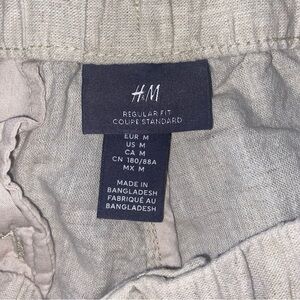 H&M
REGULAR FIT
COUPE STANDARD
EUR M
US M
CA M
CN 180/88A
MX M
MADE IN
BANGLADESH
FABRIQUÉ AU
BANGLADESH